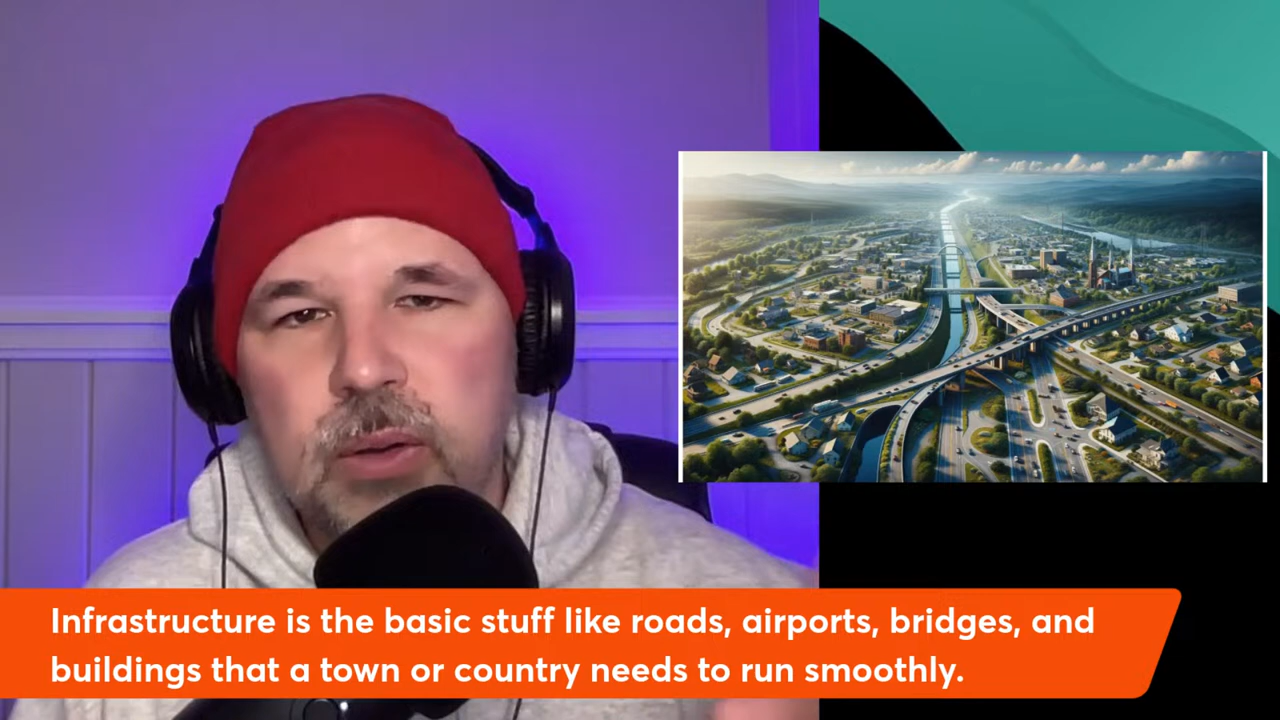 Infrastructure is the basic stuff like roads, airports, bridges, and
buildings that a town or country needs to run smoothly.